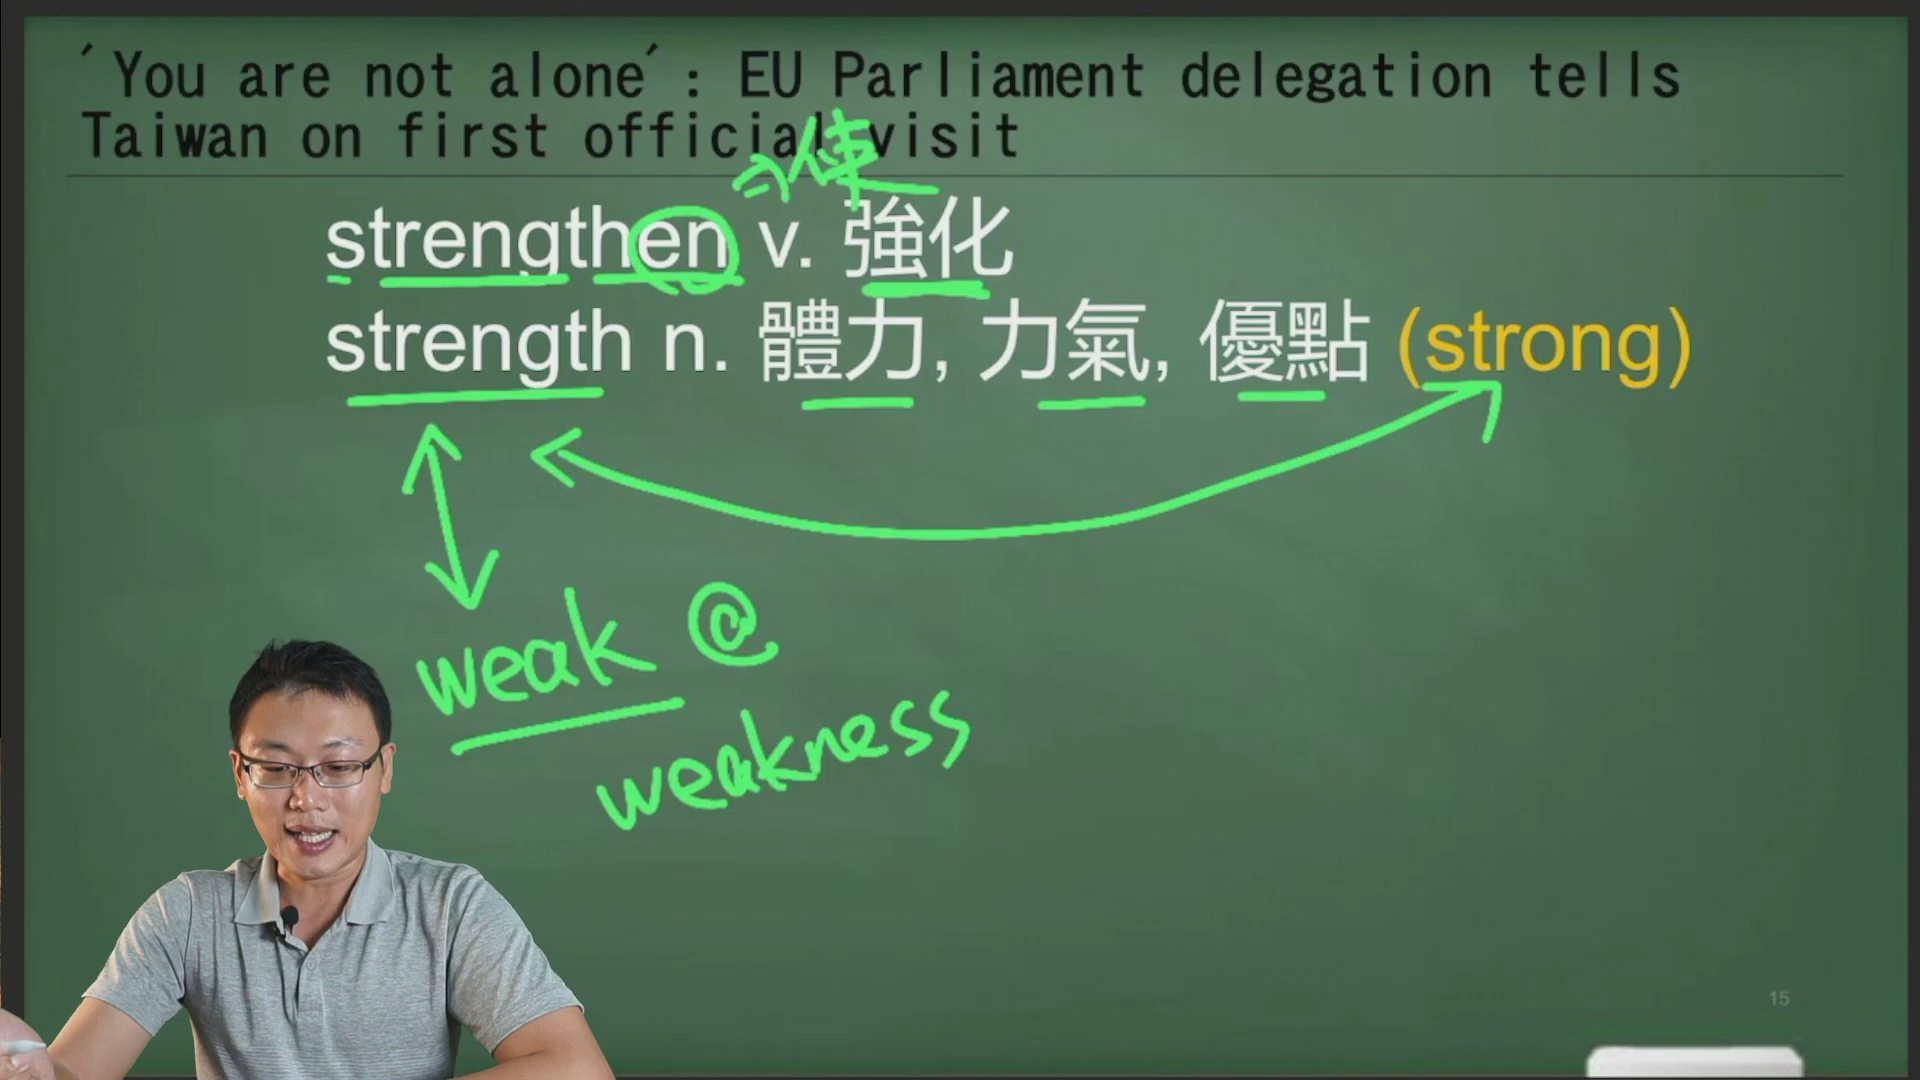 'You are not alone': EU Parliament delegation tells
Taiwan on first official visit
→使
strengthen v. 強化
strength n. 體力, 力氣, 優點 (strong)
weak @
weakness
15